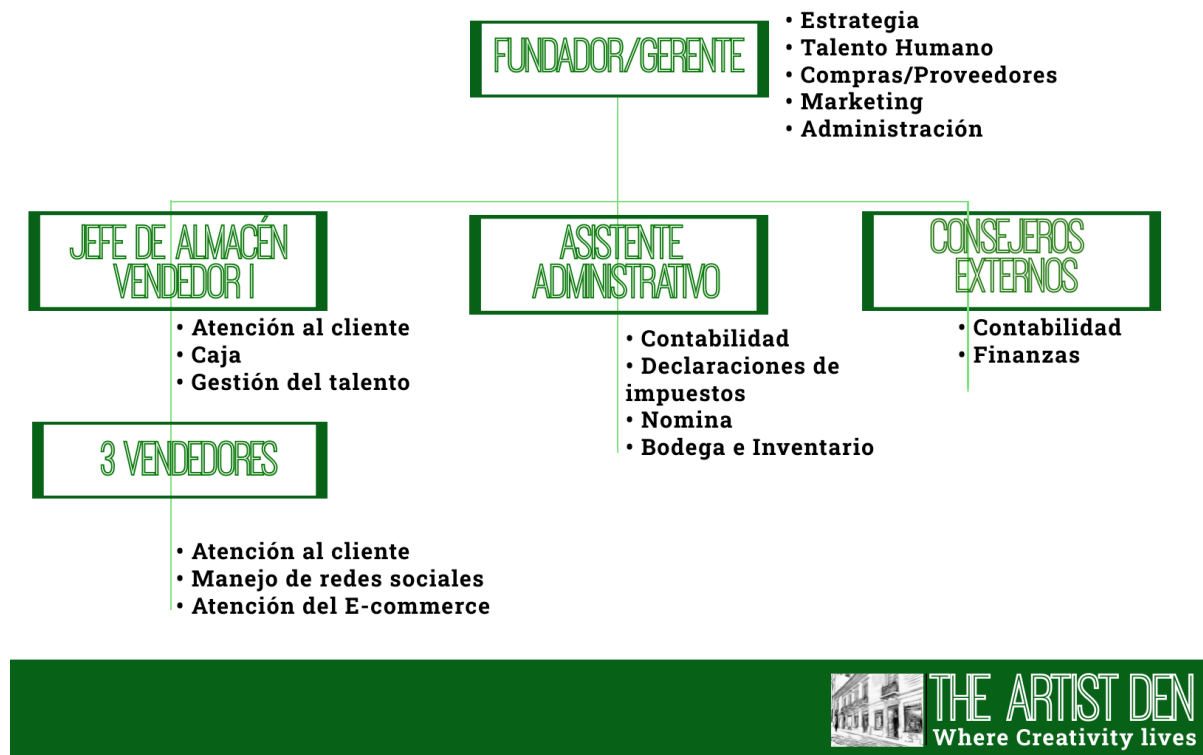 FUNDADOR/GERENTE
• Estrategia
• Talento Humano
• Compras/Proveedores
• Marketing
• Administración
JEFE DE ALMACÉN
VENDEDOR I
• Atención al cliente
• Caja
• Gestión del talento
3 VENDEDORES
• Atención al cliente
• Manejo de redes sociales
• Atención del E-commerce
ASISTENTE
ADMINISTRATIVO
• Contabilidad
• Declaraciones de
impuestos
• Nomina
• Bodega e Inventario
CONSEJEROS
EXTERNOS
• Contabilidad
• Finanzas
THE ARTIST DEN
Where Creativity lives